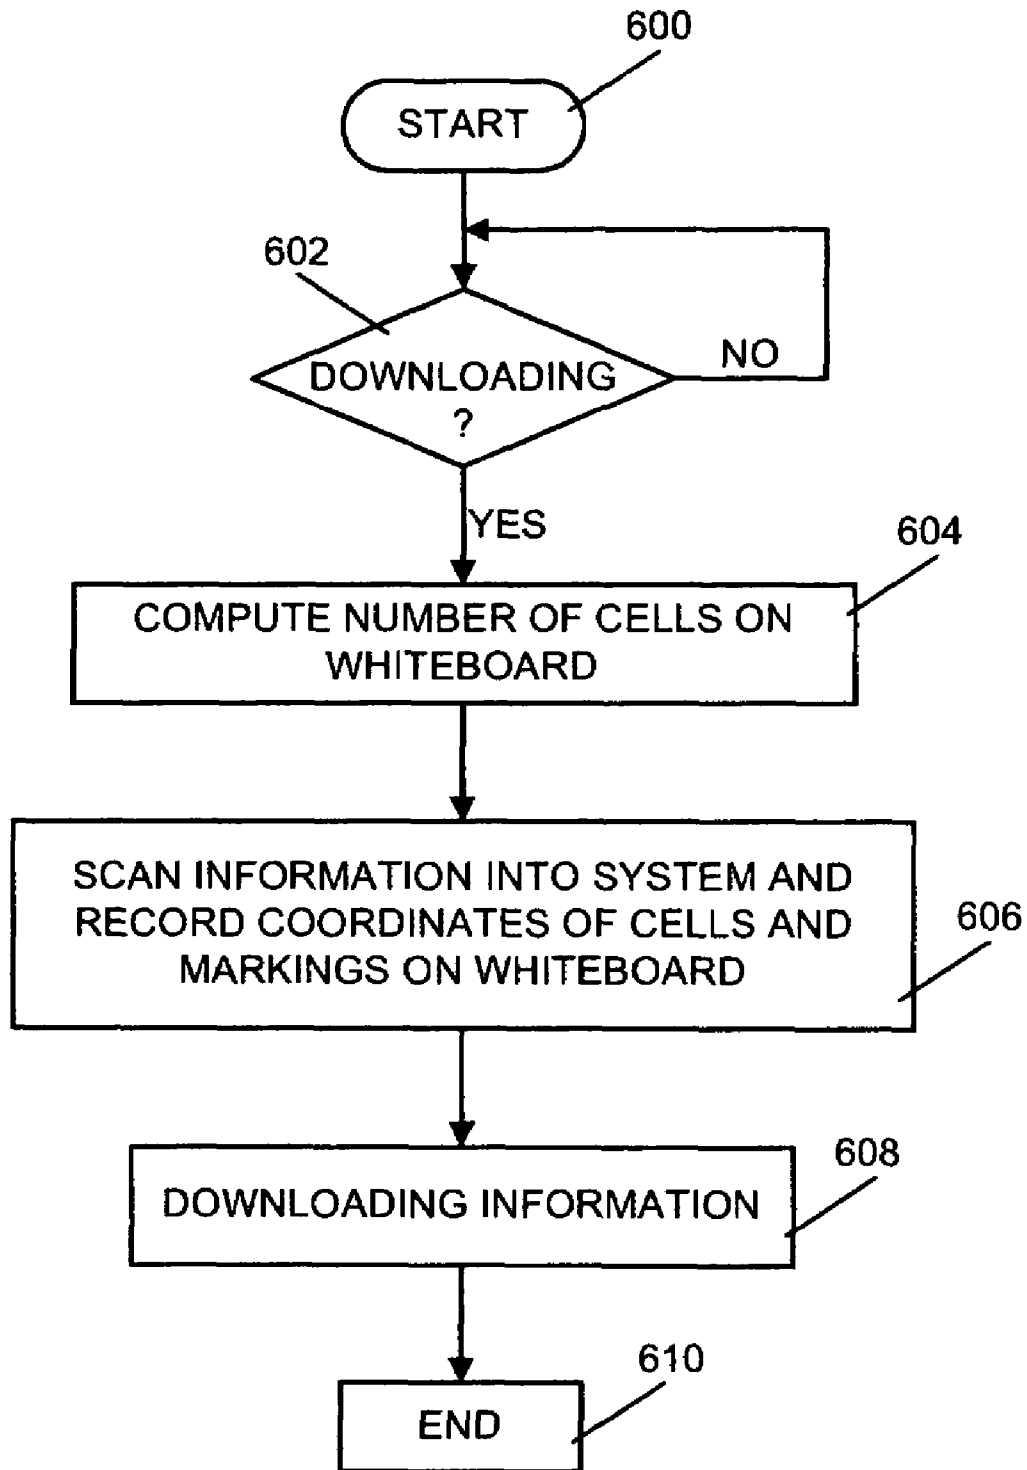 600
START
602
DOWNLOADING
?
NO
YES
604
COMPUTE NUMBER OF CELLS ON
WHITEBOARD
SCAN INFORMATION INTO SYSTEM AND
RECORD COORDINATES OF CELLS AND
MARKINGS ON WHITEBOARD
606
608
DOWNLOADING INFORMATION
610
END